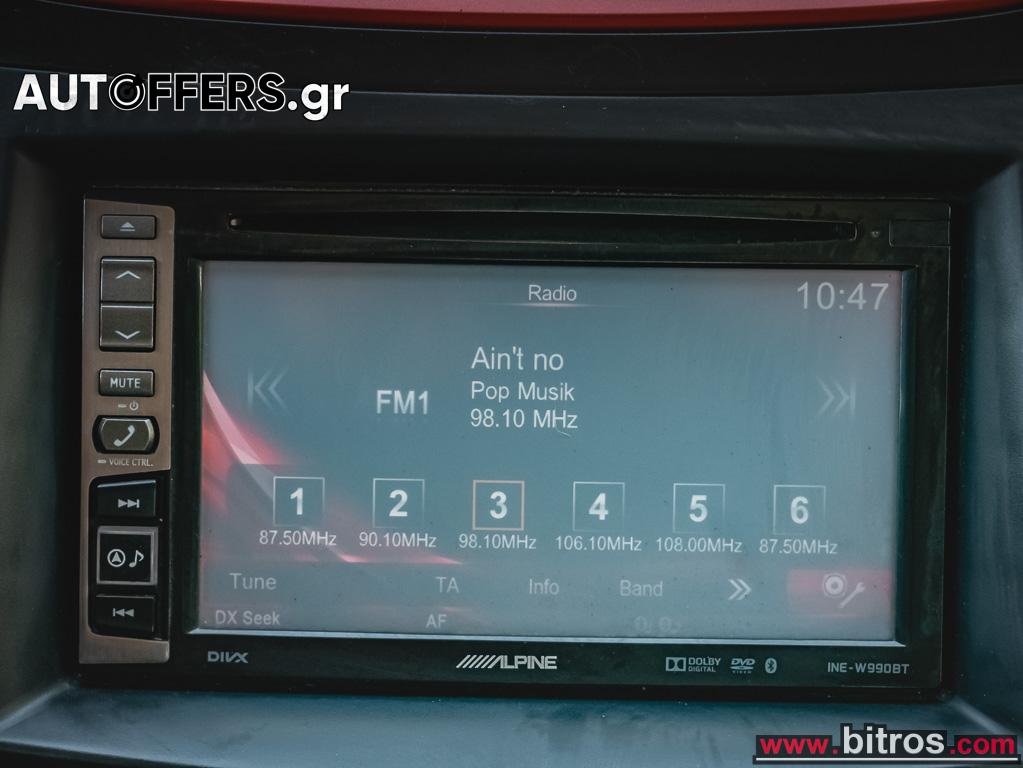 AUTOFFERS.gr
Radio
10:47
Ain't no
Pop Musik
FM1
98.10 MHz
MUTE
VOICE CTRL.
1 2 3 4 5 6
87.50MHz 90.10MHz 98.10MHz 106.10MHz 108.00MHz 87.50MHz
Tune TA Info Band
DX Seek AF
DIVX
ALPINE
DOLBY DIGITAL
DVD VIDEO
INE-W990BT
www.bitros.com